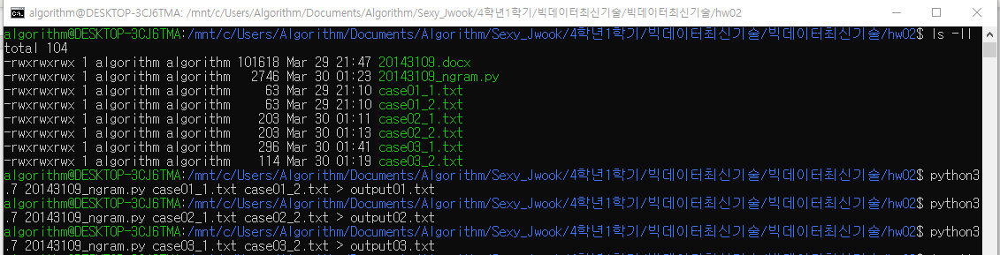 algorithm@DESKTOP-3CJ6TMA: /mnt/c/Users/Algorithm/Documents/Algorithm/Sexy_Jwook/4학년1학기/빅데이터최신기술/빅데이터최신기술/hw02
algorithm@DESKTOP-3CJ6TMA:/mnt/c/Users/Algorithm/Documents/Algorithm/Sexy_Jwook/4학년1학기/빅데이터최신기술/빅데이터최신기술/hw02$ ls -ll
total 104
-rwxrwxrwx 1 algorithm algorithm 101618 Mar 29 21:47 20143109.docx
-rwxrwxrwx 1 algorithm algorithm   2746 Mar 30 01:23 20143109_ngram.py
-rwxrwxrwx 1 algorithm algorithm     63 Mar 29 21:10 case01_1.txt
-rwxrwxrwx 1 algorithm algorithm     63 Mar 29 21:10 case01_2.txt
-rwxrwxrwx 1 algorithm algorithm    203 Mar 30 01:11 case02_1.txt
-rwxrwxrwx 1 algorithm algorithm    203 Mar 30 01:13 case02_2.txt
-rwxrwxrwx 1 algorithm algorithm    296 Mar 30 01:41 case03_1.txt
-rwxrwxrwx 1 algorithm algorithm    114 Mar 30 01:19 case03_2.txt
algorithm@DESKTOP-3CJ6TMA:/mnt/c/Users/Algorithm/Documents/Algorithm/Sexy_Jwook/4학년1학기/빅데이터최신기술/빅데이터최신기술/hw02$ python3
.7 20143109_ngram.py case01_1.txt case01_2.txt > output01.txt
algorithm@DESKTOP-3CJ6TMA:/mnt/c/Users/Algorithm/Documents/Algorithm/Sexy_Jwook/4학년1학기/빅데이터최신기술/빅데이터최신기술/hw02$ python3
.7 20143109_ngram.py case02_1.txt case02_2.txt > output02.txt
algorithm@DESKTOP-3CJ6TMA:/mnt/c/Users/Algorithm/Documents/Algorithm/Sexy_Jwook/4학년1학기/빅데이터최신기술/빅데이터최신기술/hw02$ python3
.7 20143109_ngram.py case03_1.txt case03_2.txt > output03.txt